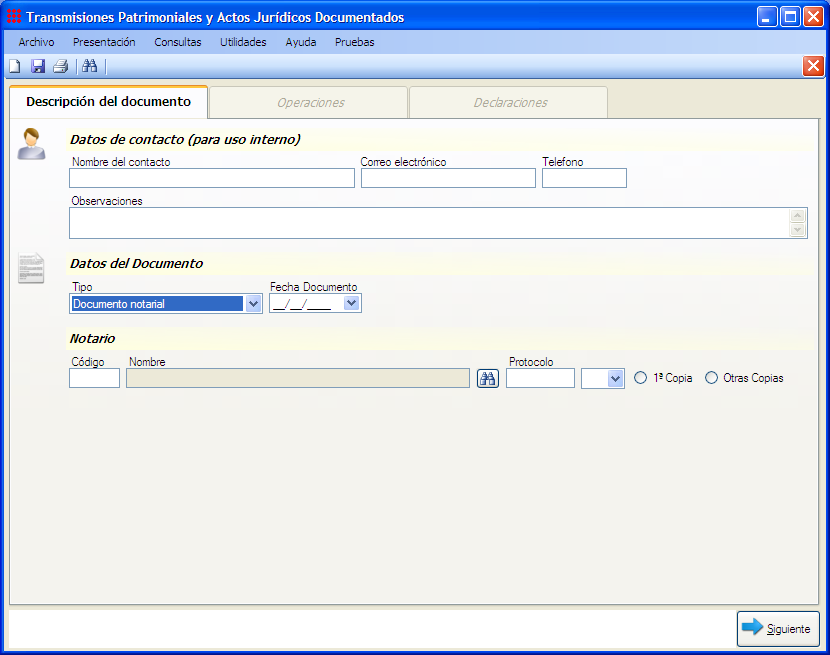 Transmisiones Patrimoniales y Actos Jurídicos Documentados
Archivo Presentación Consultas Utilidades Ayuda Pruebas
Descripción del documento Operaciones Declaraciones
Datos de contacto (para uso interno)
Nombre del contacto Correo electrónico Telefono
Observaciones
Datos del Documento
Tipo Fecha Documento
Documento notarial __/__/____
Notario
Código Nombre Protocolo
1ª Copia Otras Copias
Siguiente